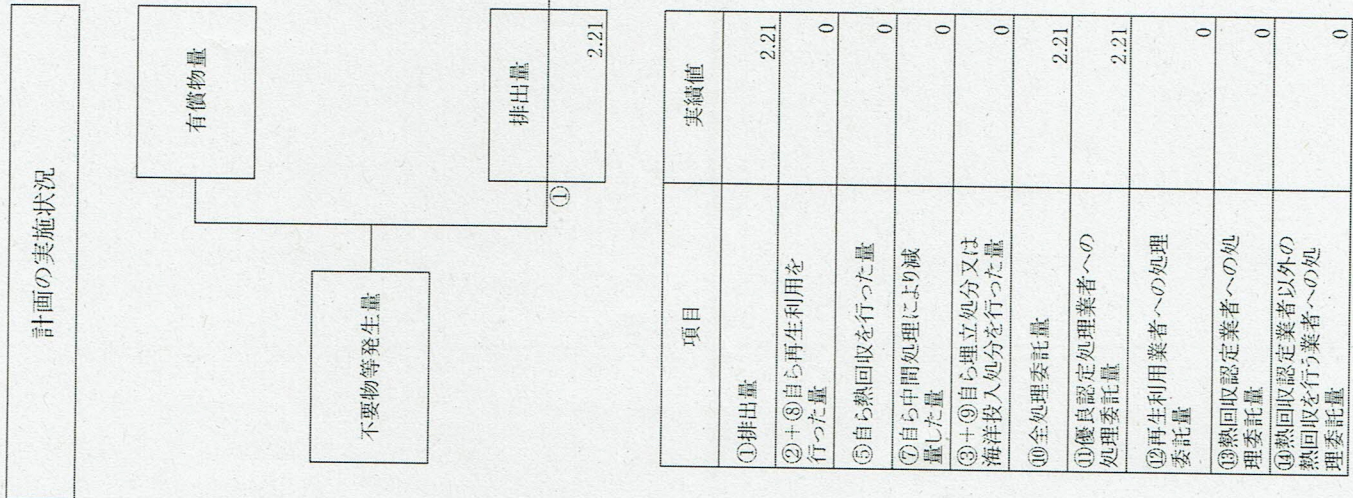 計画の実施状況
有償物量
不要物等発生量
排出量
①
2.21
項目
実績値
①排出量
2.21
②+⑧自ら再生利用を
行った量
0
⑤自ら熱回収を行った量
0
⑦自ら中間処理により減
量した量
0
③+⑨自ら埋立処分又は
海洋投入処分を行った量
0
⑩全処理委託量
2.21
⑪優良認定処理業者への
処理委託量
2.21
⑫再生利用業者への処理
委託量
0
⑬熱回収認定業者への処
理委託量
0
⑭熱回収認定業者以外の
熱回収を行う業者への処
理委託量
0